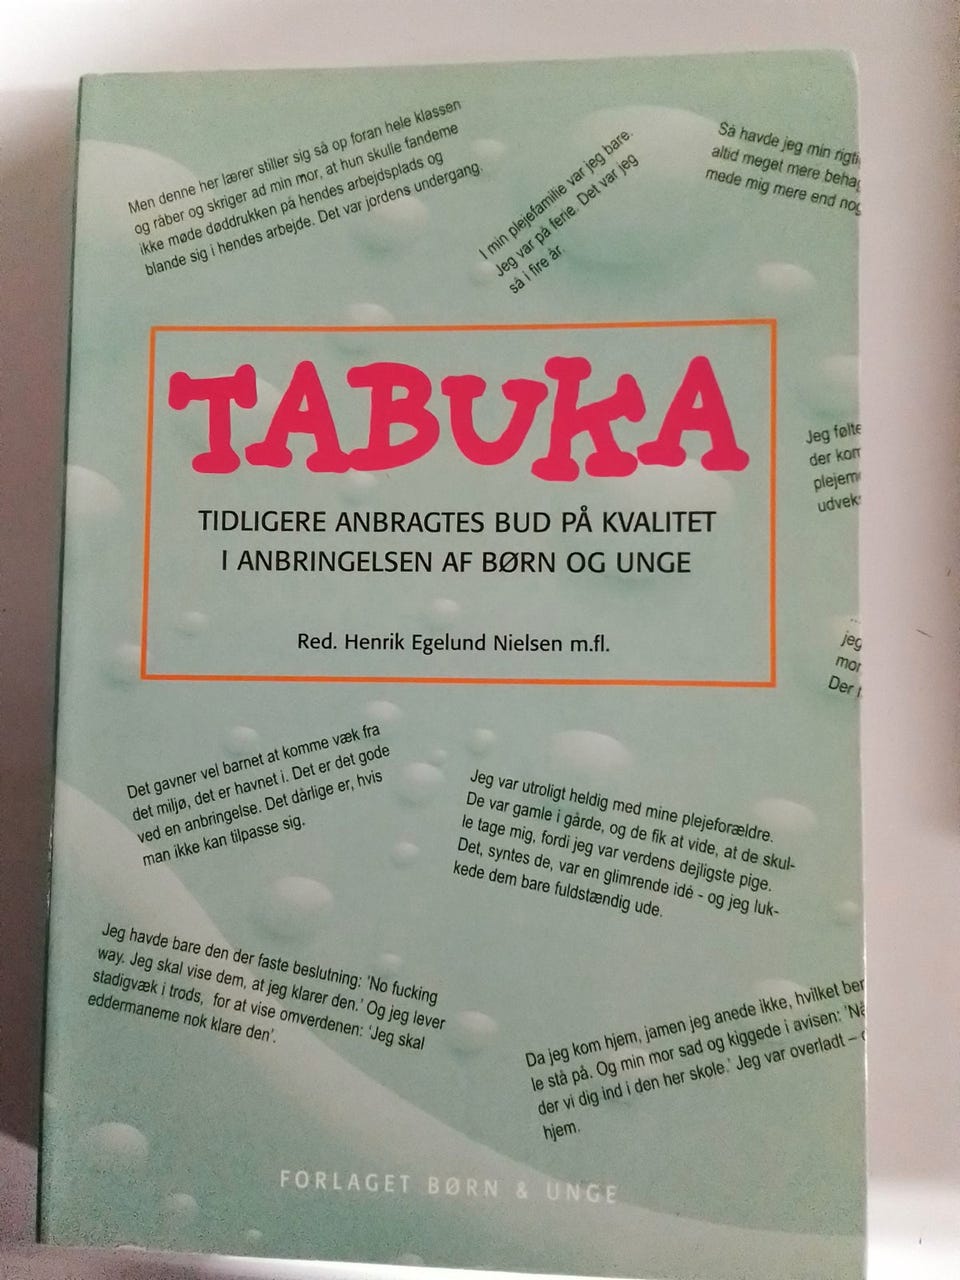 Men denne her lærer stiller sig så op foran hele klassen
og råber og skriger ad min mor, at hun skulle fandeme
ikke møde døddrukken på hendes arbejdsplads og
blande sig i hendes arbejde. Det var jordens undergang.
I min plejefamilie var jeg bare.
Jeg var på ferie. Det var jeg
så i fire år.
Så havde jeg min
altid meget mere
mede mig mere end
Jeg følte
der
TABUKA
TIDLIGERE ANBRAGTES BUD PÅ KVALITET
I ANBRINGELSEN AF BØRN OG UNGE
Red. Henrik Egelund Nielsen m.fl.
jeg
Der
Det gavner vel barnet at komme væk fra
det miljø, det er havnet i. Det er det gode
ved en anbringelse. Det dårlige er, hvis
man ikke kan tilpasse sig.
Jeg var utroligt heldig med mine plejeforældre.
De var gamle i gårde, og de fik at vide, at de skul-
le tage mig, fordi jeg var verdens dejligste pige.
Det, syntes de, var en glimrende idé - og jeg luk-
kede dem bare fuldstændig ude.
Jeg havde bare den der faste beslutning: 'No fucking
way. Jeg skal vise dem, at jeg klarer den.' Og jeg lever
stadigvæk i trods, for at vise omverdenen: 'Jeg skal
eddermaneme nok klare den'.
Da jeg kom hjem, jamen jeg anede ikke, hvilket
le stå på. Og min mor sad og kiggede i avisen:
der vi dig ind i den her skole.' Jeg var overladt –
hjem.
FORLAGET BØRN & UNGE